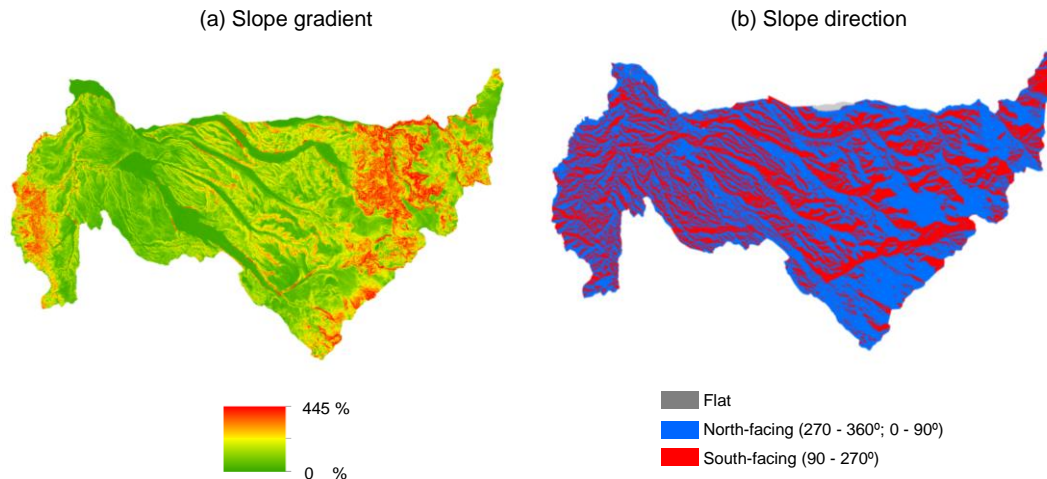 (a) Slope gradient
(b) Slope direction
445 %
0 %
Flat
North-facing (270 - 360º; 0 - 90º)
South-facing (90 - 270º)